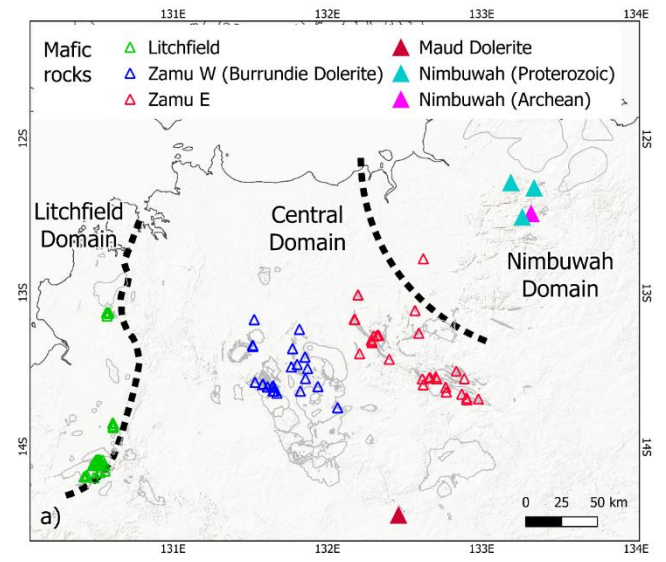 131E 132E 133E 134E
Mafic
rocks
Litchfield
Zamu W (Burrundie Dolerite)
Zamu E
Maud Dolerite
Nimbuwah (Proterozoic)
Nimbuwah (Archean)
12S 12S
Litchfield
Domain
Central
Domain
Nimbuwah
Domain
13S 13S
14S 14S
a)
0 25 50 km
131E 132E 133E 134E